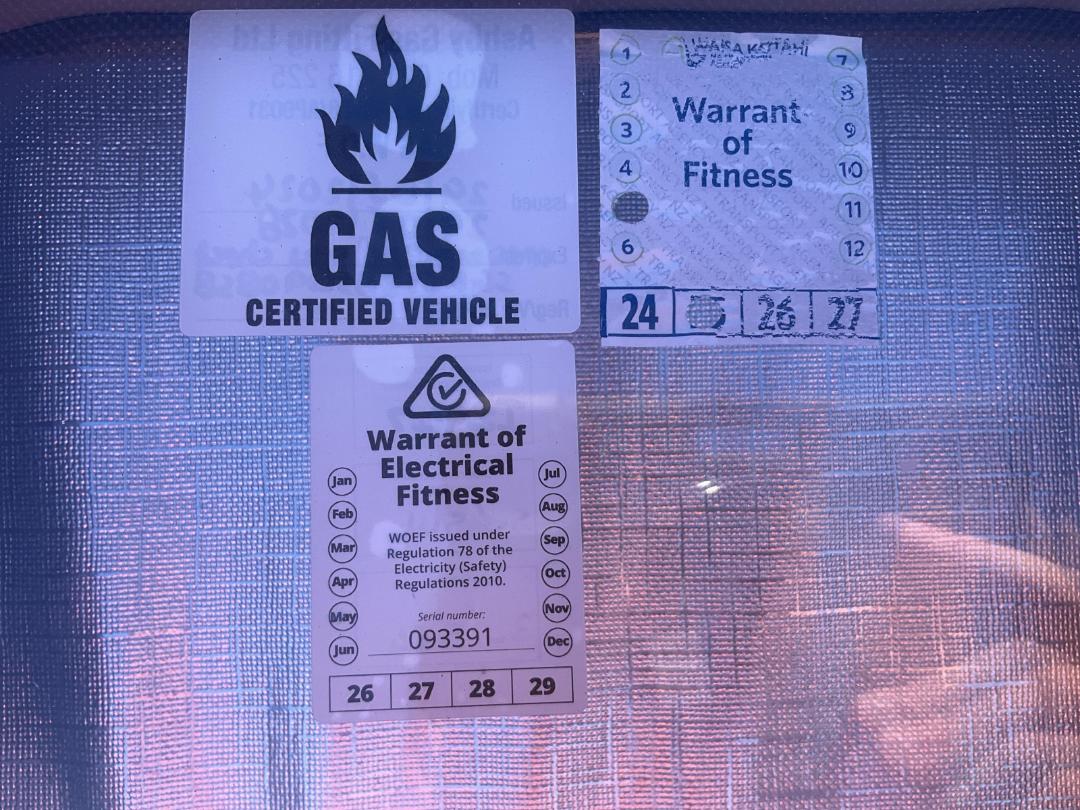 GAS
CERTIFIED VEHICLE
WAKA KOTAHI
1 7
2 8
3 9
4 10
11
6 12
Warrant
of
Fitness
24 26 27
Warrant of
Electrical
Fitness
Jan Jul
Feb Aug
Mar Sep
Apr Oct
May Nov
Jun Dec
WOEF issued under
Regulation 78 of the
Electricity (Safety)
Regulations 2010.
Serial number:
093391
26 27 28 29